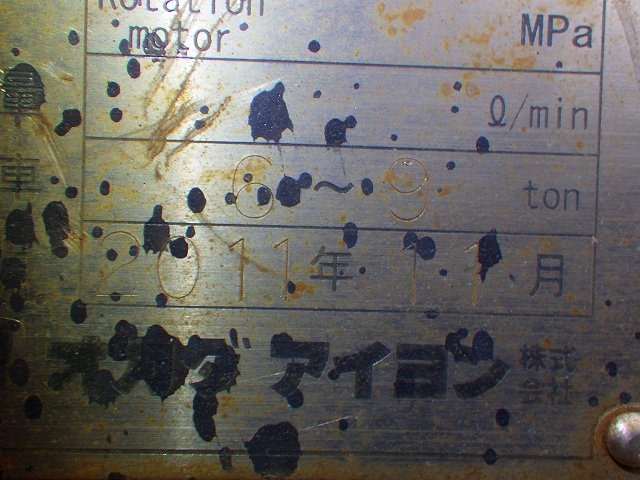 Rotation
motor MPa
ℓ/min
車 6～9 ton
2011年 11月
オカダ アイヨン 株式
会社